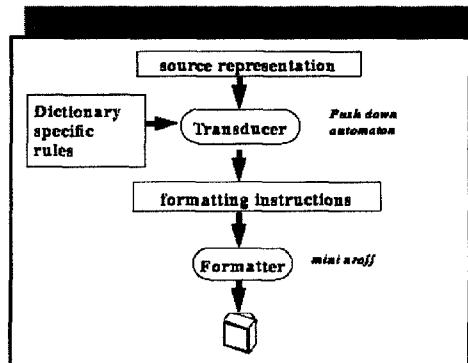 source representation
Dictionary
specific
rules
Transducer
Push down
automaton
formatting instructions
Formatter
mini nroff